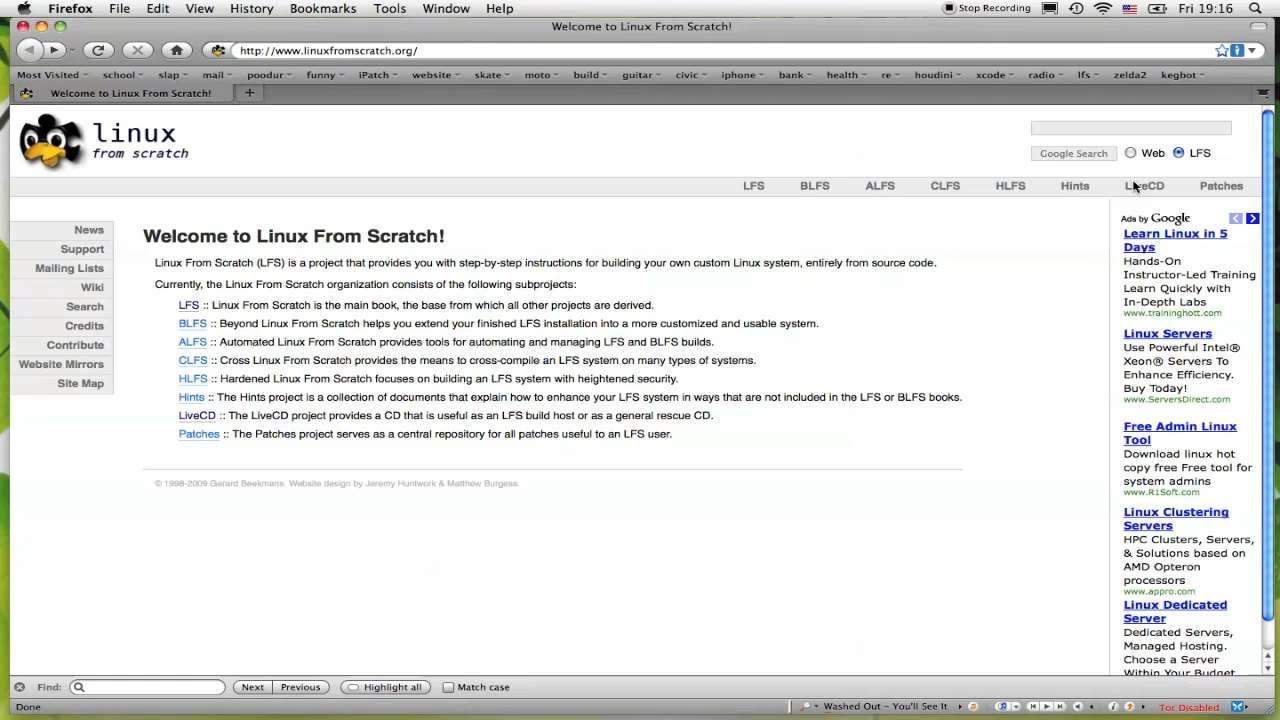 Firefox File Edit View History Bookmarks Tools Window Help Stop Recording Fri 19:16
Welcome to Linux From Scratch!
http://www.linuxfromscratch.org/
Most Visited school slap mail poodur funny iPatch website skate moto build guitar civic iphone bank health re houdini xcode radio lfs zelda2 kegbot
Welcome to Linux From Scratch!
linux
from scratch
Google Search Web LFS
LFS BLFS ALFS CLFS HLFS Hints LiveCD Patches
News
Support
Mailing Lists
Wiki
Search
Credits
Contribute
Website Mirrors
Site Map
Welcome to Linux From Scratch!
Linux From Scratch (LFS) is a project that provides you with step-by-step instructions for building your own custom Linux system, entirely from source code.
Currently, the Linux From Scratch organization consists of the following subprojects:
LFS :: Linux From Scratch is the main book, the base from which all other projects are derived.
BLFS :: Beyond Linux From Scratch helps you extend your finished LFS installation into a more customized and usable system.
ALFS :: Automated Linux From Scratch provides tools for automating and managing LFS and BLFS builds.
CLFS :: Cross Linux From Scratch provides the means to cross-compile an LFS system on many types of systems.
HLFS :: Hardened Linux From Scratch focuses on building an LFS system with heightened security.
Hints :: The Hints project is a collection of documents that explain how to enhance your LFS system in ways that are not included in the LFS or BLFS books.
LiveCD :: The LiveCD project provides a CD that is useful as an LFS build host or as a general rescue CD.
Patches :: The Patches project serves as a central repository for all patches useful to an LFS user.
© 1998-2009 Gerard Beekmans. Website design by Jeremy Huntwork & Matthew Burgess.
Ads by Google
Learn Linux in 5
Days
Hands-On
Instructor-Led Training
Learn Quickly with
In-Depth Labs
www.traininghott.com
Linux Servers
Use Powerful Intel®
Xeon® Servers To
Enhance Efficiency.
Buy Today!
www.ServersDirect.com
Free Admin Linux
Tool
Download linux hot
copy free Free tool for
system admins
www.R1Soft.com
Linux Clustering
Servers
HPC Clusters, Servers,
& Solutions based on
AMD Opteron
processors
www.appro.com
Linux Dedicated
Server
Dedicated Servers,
Managed Hosting.
Choose a Server
Within Your Budget
Find: Next Previous Highlight all Match case
Done Washed Out - You'll See It Tor Disabled